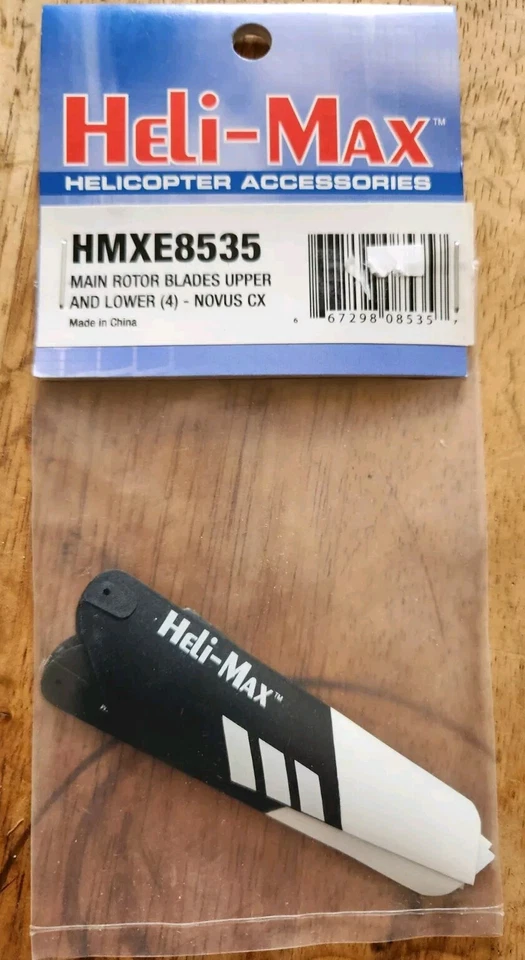 Heli-Max™
HELICOPTER ACCESSORIES
HMXE8535
MAIN ROTOR BLADES UPPER
AND LOWER (4) - NOVUS CX
Made in China
6 67298 08535 7
Heli-Max™